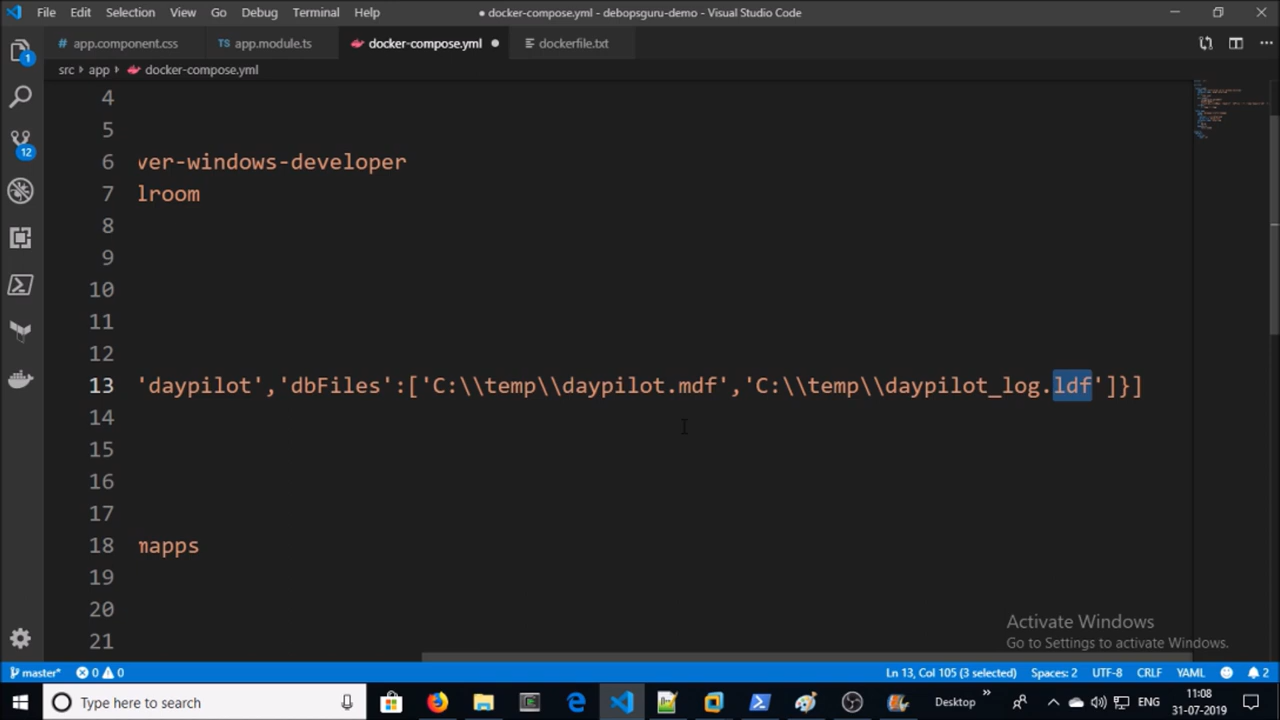 File Edit Selection View Go Debug Terminal Help
● docker-compose.yml - debopsguru-demo - Visual Studio Code
app.component.css
TS app.module.ts
docker-compose.yml
dockerfile.txt
src › app › docker-compose.yml
4
5
6 ver-windows-developer
7 lroom
8
9
10
11
12
13 'daypilot','dbFiles':['C:\\temp\\daypilot.mdf','C:\\temp\\daypilot_log.ldf']}]
14
15
16
17
18 mapps
19
20
21
1
12
Activate Windows
Go to Settings to activate Windows.
master* 0 0
Ln 13, Col 105 (3 selected) Spaces: 2 UTF-8 CRLF YAML 2
Type here to search
Desktop
ENG
11:08
31-07-2019